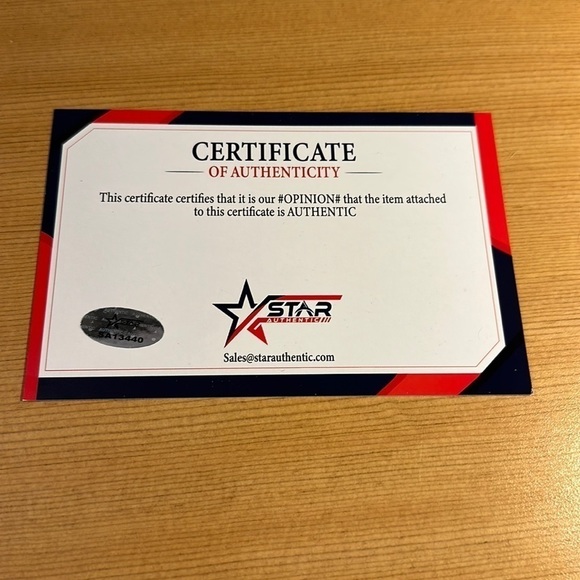 CERTIFICATE
OF AUTHENTICITY
This certificate certifies that it is our #OPINION# that the item attached
to this certificate is AUTHENTIC
STAR
AUTHENTIC///
SA13440
Sales@starauthentic.com